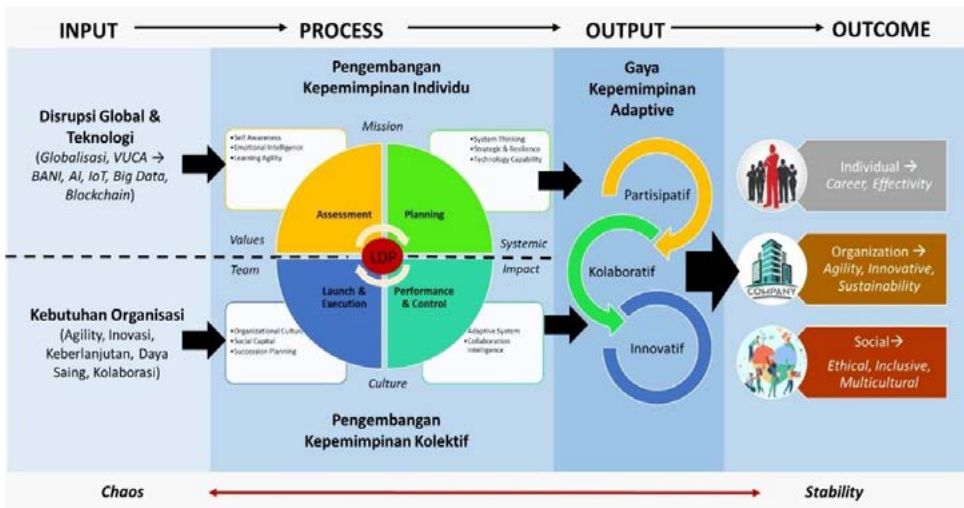 INPUT
PROCESS
OUTPUT
OUTCOME
Disrupsi Global &
Teknologi
(Globalisasi, VUCA →
BANI, AI, IoT, Big Data,
Blockchain)
Kebutuhan Organisasi
(Agility, Inovasi,
Keberlanjutan, Daya
Saing, Kolaborasi)
Pengembangan
Kepemimpinan Individu
Mission
•Self Awareness
•Emotional Intelligence
•Learning Agility
•System Thinking
•Strategic & Resilience
•Technology Capability
Assessment
Planning
Values
Systemic
LDP
Team
Impact
Launch &
Execution
Performance
& Control
•Organizational Culture
•Social Capital
•Succession Planning
Adaptive System
•Collaboration
Intelligence
Culture
Pengembangan
Kepemimpinan Kolektif
Gaya
Kepemimpinan
Adaptive
Partisipatif
Kolaboratif
Innovatif
Individual →
Career, Effectivity
COMPANY
Organization →
Agility, Innovative,
Sustainability
Social→
Ethical, Inclusive,
Multicultural
Chaos
Stability